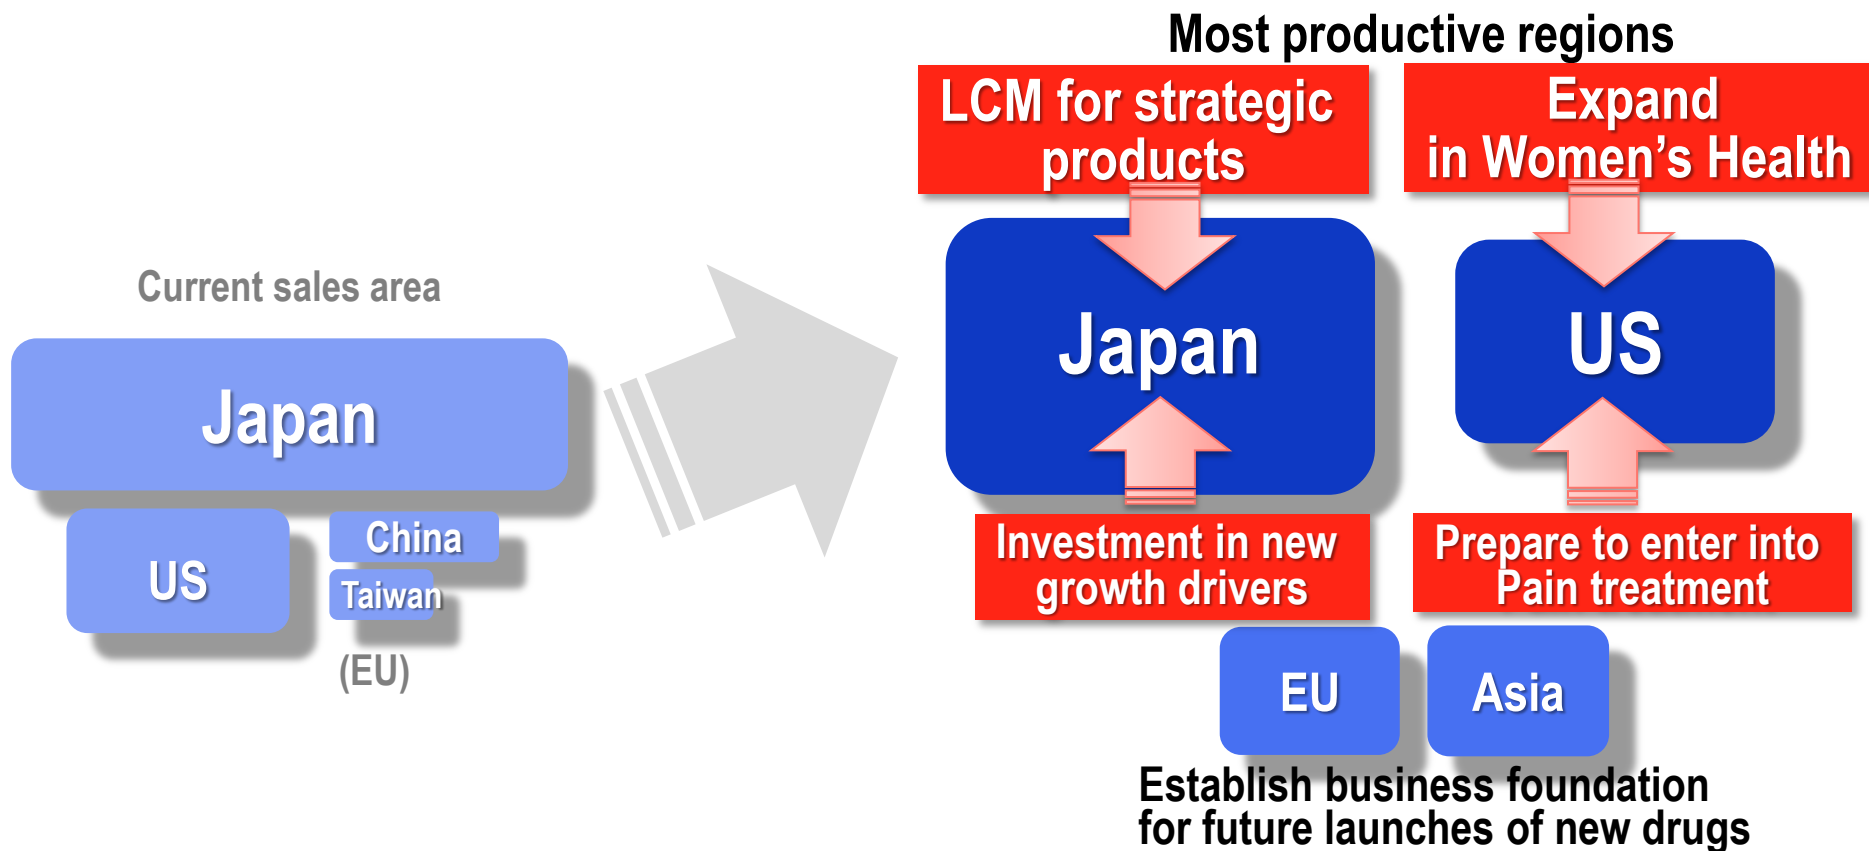 Current sales area
Japan
US
China
Taiwan
(EU)
Most productive regions
LCM for strategic
products
Expand
in Women’s Health
Japan
US
Investment in new
growth drivers
Prepare to enter into
Pain treatment
EU
Asia
Establish business foundation
for future launches of new drugs